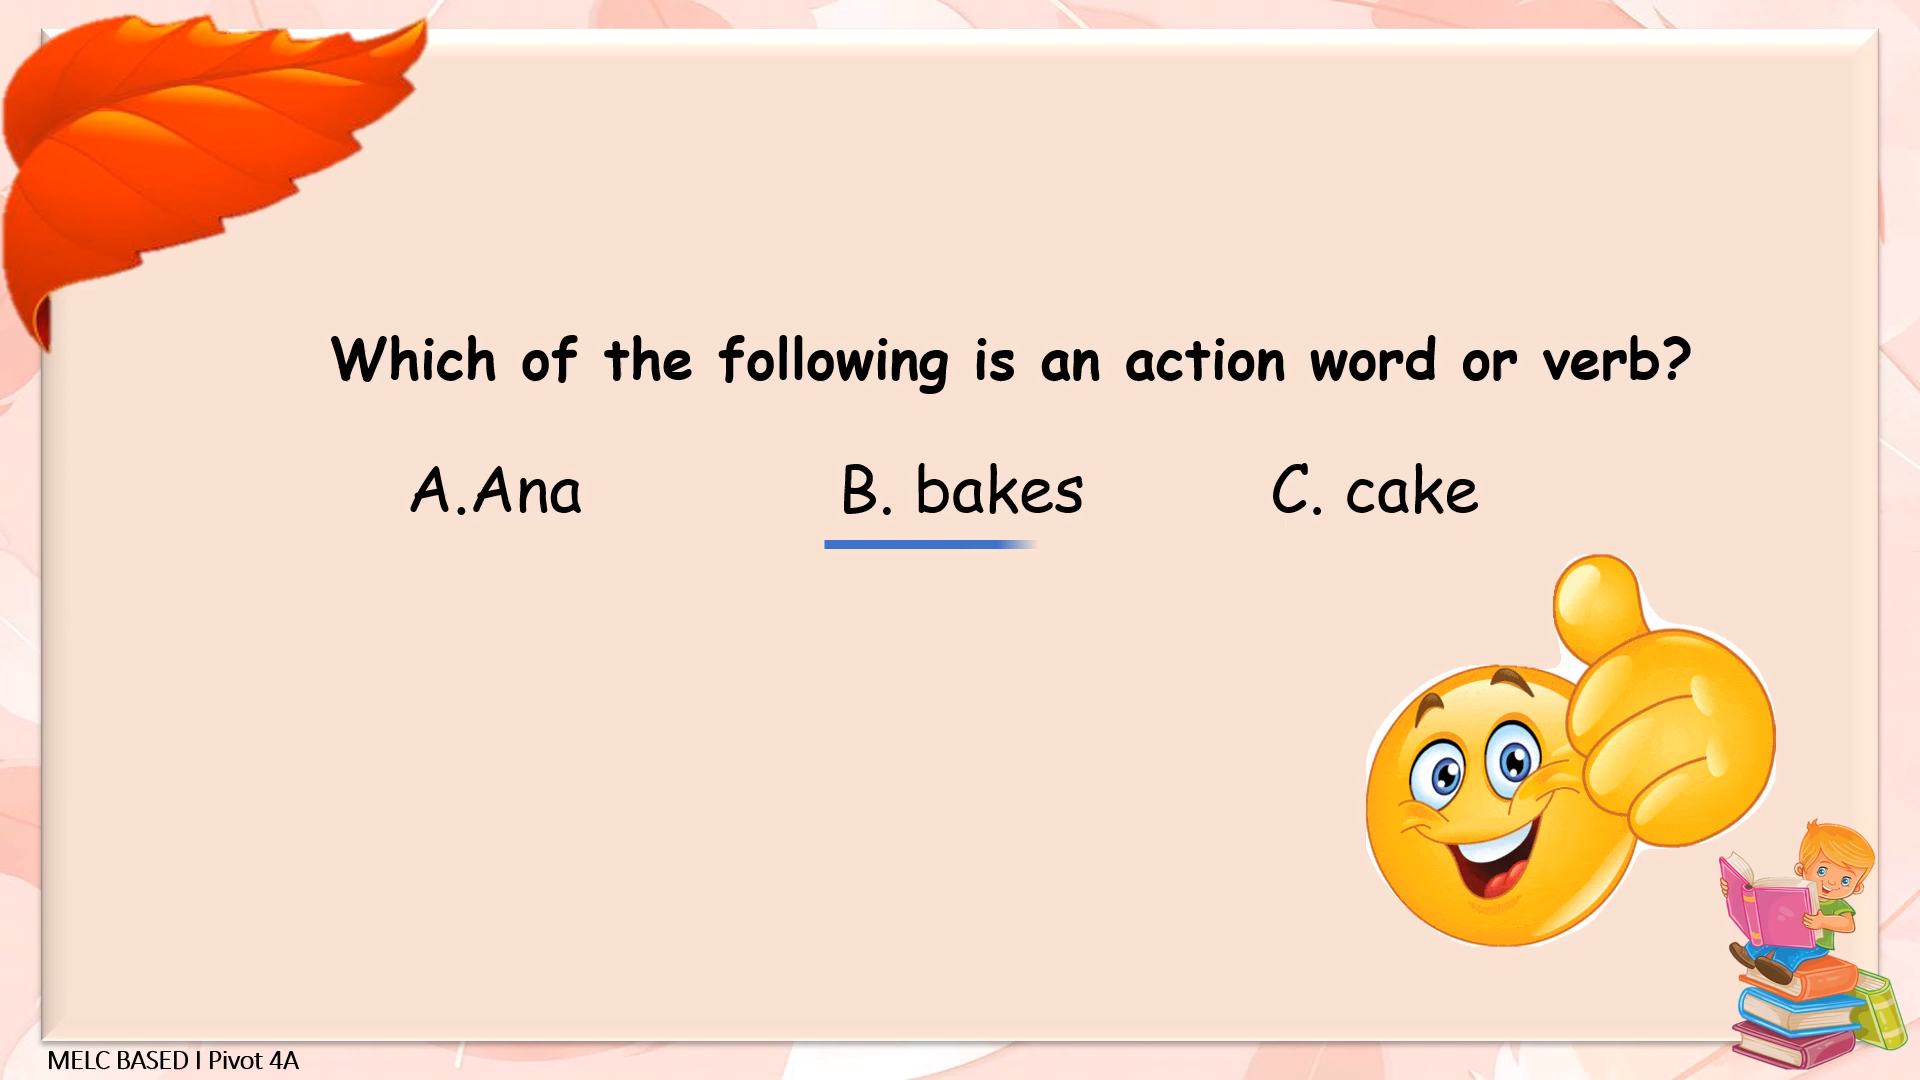 Which of the following is an action word or verb?
A.Ana B. bakes C. cake
MELC BASED I Pivot 4A